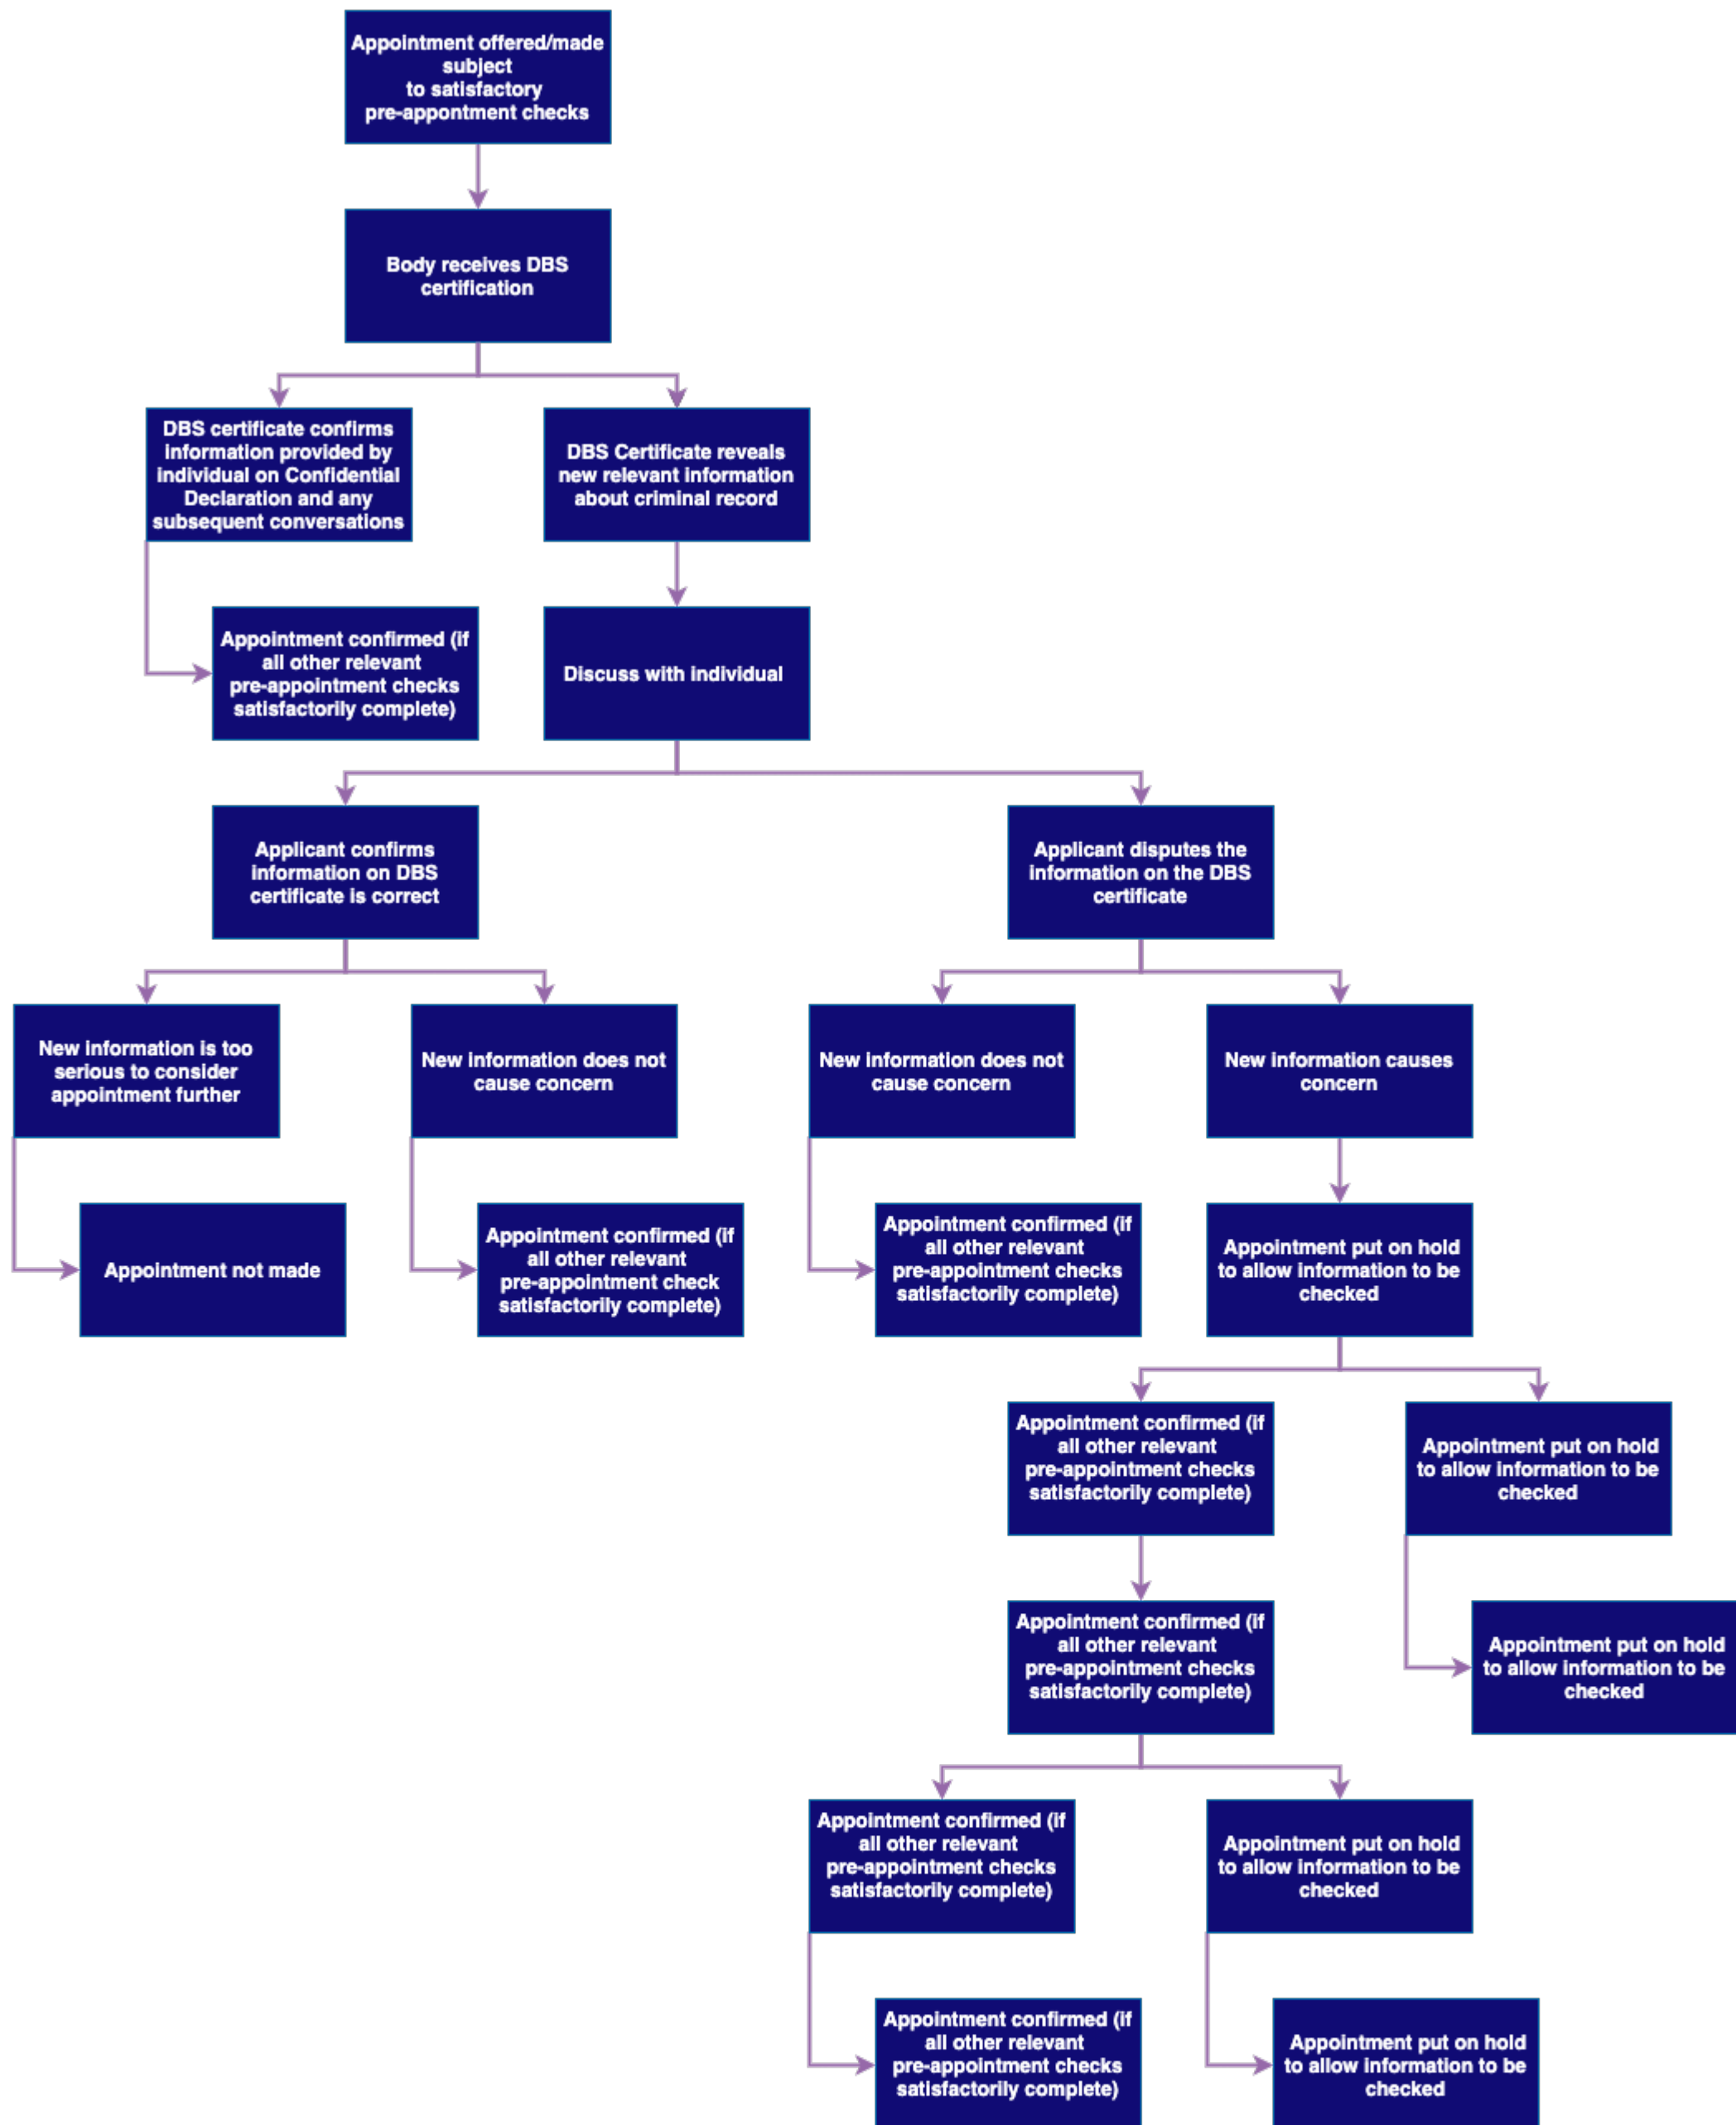 Appointment offered/made
subject
to satisfactory
pre-appontment checks
Body receives DBS
certification
DBS certificate confirms
information provided by
individual on Confidential
Declaration and any
subsequent conversations
DBS Certificate reveals
new relevant information
about criminal record
Appointment confirmed (if
all other relevant
pre-appointment checks
satisfactorily complete)
Discuss with individual
Applicant confirms
information on DBS
certificate is correct
Applicant disputes the
information on the DBS
certificate
New information is too
serious to consider
appointment further
New information does not
cause concern
New information does not
cause concern
New information causes
concern
Appointment not made
Appointment confirmed (if
all other relevant
pre-appointment check
satisfactorily complete)
Appointment confirmed (if
all other relevant
pre-appointment checks
satisfactorily complete)
Appointment put on hold
to allow information to be
checked
Appointment confirmed (if
all other relevant
pre-appointment checks
satisfactorily complete)
Appointment put on hold
to allow information to be
checked
Appointment confirmed (if
all other relevant
pre-appointment checks
satisfactorily complete)
Appointment put on hold
to allow information to be
checked
Appointment confirmed (if
all other relevant
pre-appointment checks
satisfactorily complete)
Appointment put on hold
to allow information to be
checked
Appointment confirmed (if
all other relevant
pre-appointment checks
satisfactorily complete)
Appointment put on hold
to allow information to be
checked